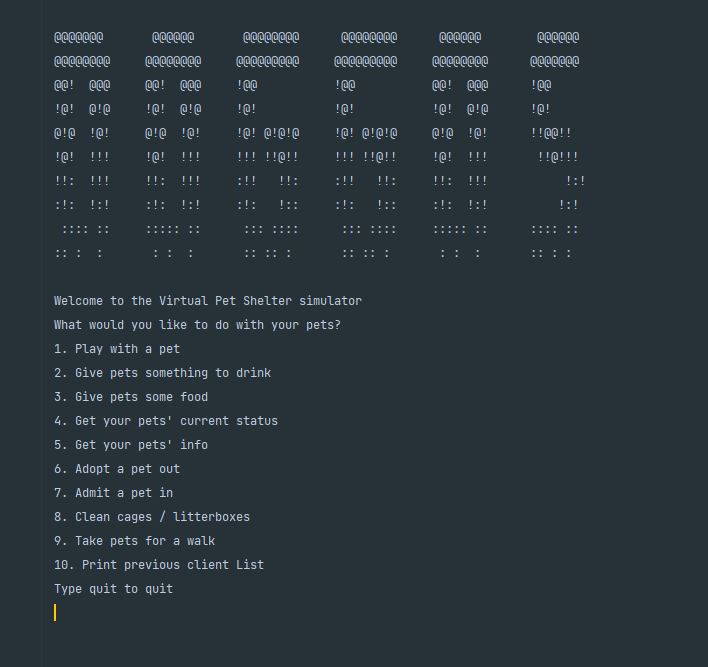 @@@@@@@       @@@@@@       @@@@@@@@      @@@@@@@@      @@@@@@        @@@@@@
@@@@@@@@     @@@@@@@@     @@@@@@@@@     @@@@@@@@@     @@@@@@@@      @@@@@@@
@@!  @@@     @@!  @@@     !@@           !@@           @@!  @@@      !@@
!@!  @!@     !@!  @!@     !@!           !@!           !@!  @!@      !@!
@!@  !@!     @!@  !@!     !@! @!@!@     !@! @!@!@     @!@  !@!      !!@@!!
!@!  !!!     !@!  !!!     !!! !!@!!     !!! !!@!!     !@!  !!!       !!@!!!
!!:  !!!     !!:  !!!     :!!   !!:     :!!   !!:     !!:  !!!           !:!
:!:  !:!     :!:  !:!     :!:   !::     :!:   !::     :!:  !:!          !:!
 :::: ::     ::::: ::      ::: ::::      ::: ::::     ::::: ::      :::: ::
:: :  :       : :  :       :: :: :       :: :: :       : :  :       :: : :
Welcome to the Virtual Pet Shelter simulator
What would you like to do with your pets?
1. Play with a pet
2. Give pets something to drink
3. Give pets some food
4. Get your pets' current status
5. Get your pets' info
6. Adopt a pet out
7. Admit a pet in
8. Clean cages / litterboxes
9. Take pets for a walk
10. Print previous client List
Type quit to quit